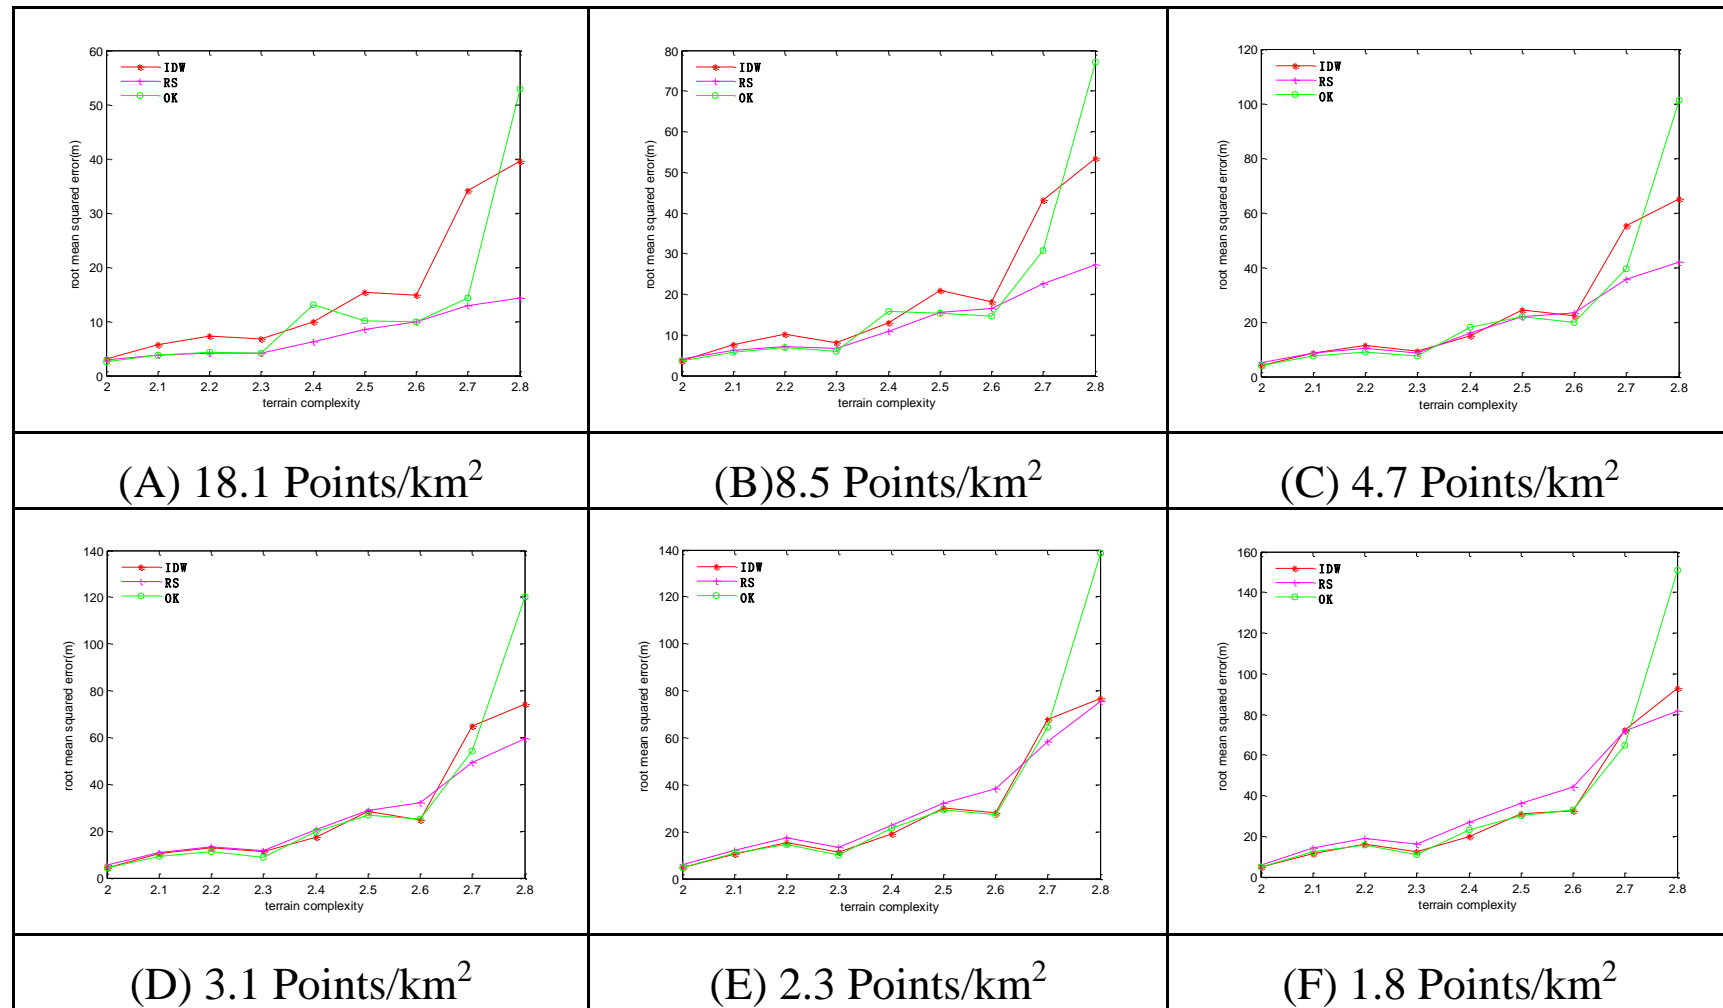 60
50
40
30
20
10
0
root mean squared error(m)
IDW
RS
OK
2 2.1 2.2 2.3 2.4 2.5 2.6 2.7 2.8
terrain complexity
80
70
60
50
40
30
20
10
0
root mean squared error(m)
IDW
RS
OK
2 2.1 2.2 2.3 2.4 2.5 2.6 2.7 2.8
terrain complexity
120
100
80
60
40
20
0
root mean squared error(m)
IDW
RS
OK
2 2.1 2.2 2.3 2.4 2.5 2.6 2.7 2.8
terrain complexity
(A) 18.1 Points/km²
(B)8.5 Points/km²
(C) 4.7 Points/km²
140
120
100
80
60
40
20
0
root mean squared error(m)
IDW
RS
OK
2 2.1 2.2 2.3 2.4 2.5 2.6 2.7 2.8
terrain complexity
140
120
100
80
60
40
20
0
root mean squared error(m)
IDW
RS
OK
2 2.1 2.2 2.3 2.4 2.5 2.6 2.7 2.8
terrain complexity
160
140
120
100
80
60
40
20
0
root mean squared error(m)
IDW
RS
OK
2 2.1 2.2 2.3 2.4 2.5 2.6 2.7 2.8
terrain complexity
(D) 3.1 Points/km²
(E) 2.3 Points/km²
(F) 1.8 Points/km²